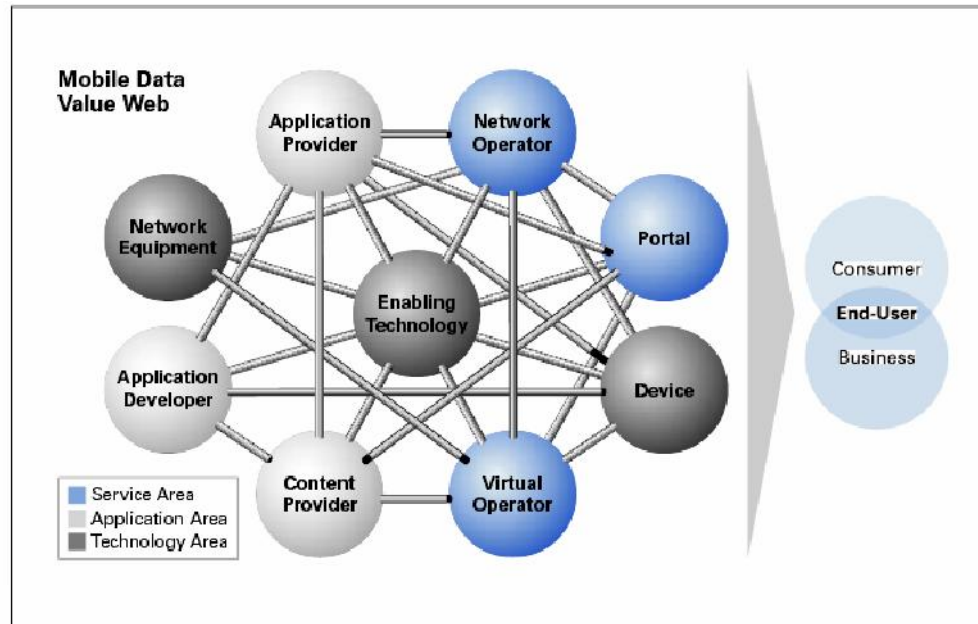 Mobile Data
Value Web
Application
Provider
Network
Operator
Network
Equipment
Portal
Enabling
Technology
Application
Developer
Device
Content
Provider
Virtual
Operator
Service Area
Application Area
Technology Area
Consumer
End-User
Business